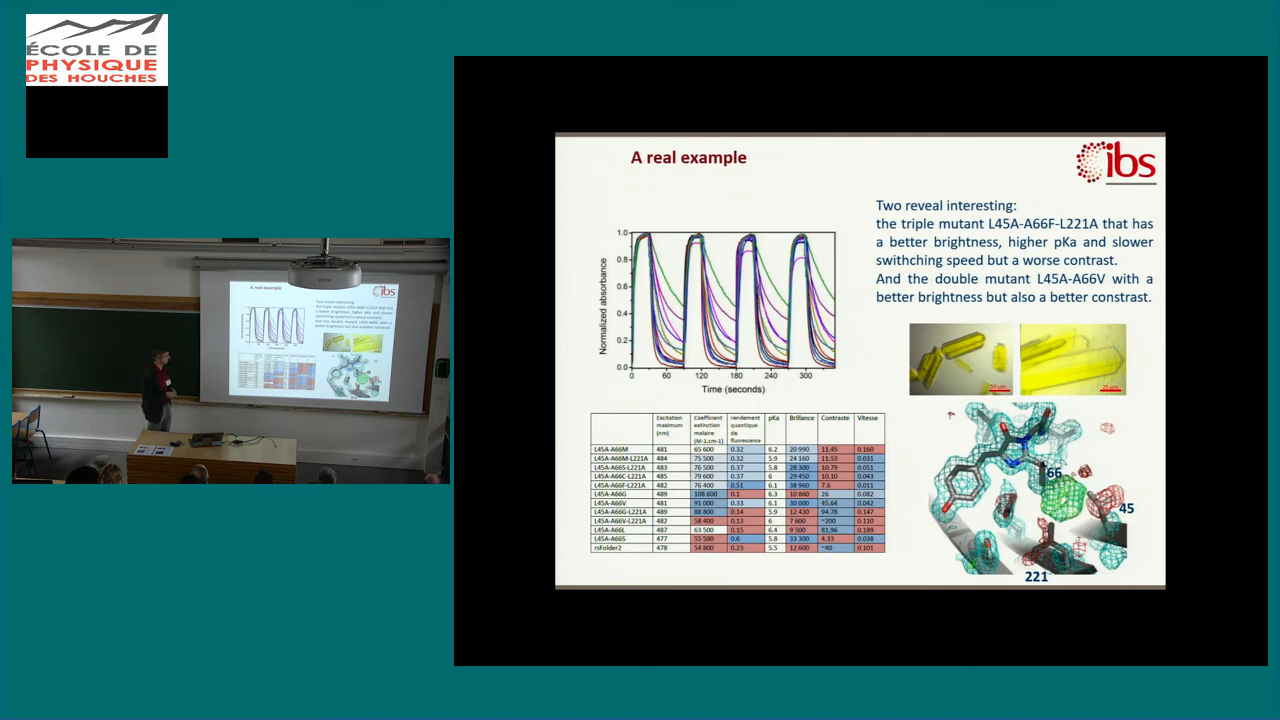 ÉCOLE DE
PHYSIQUE
DES HOUCHES
A real example
ibs
Two reveal interesting:
the triple mutant L45A-A66F-L221A that has
a better brightness, higher pKa and slower
swithching speed but a worse contrast.
And the double mutant L45A-A66V with a
better brightness but also a better constrast.
Normalized absorbance
1.0
0.8
0.6
0.4
0.2
0.0
0 60 120 180 240 300
Time (seconds)
Excitation maximum (nm) Coefficient extinction molaire (M-1.cm-1) rendement quantique de fluorescence pKa Brillance Contraste Vitesse
L45A-A66M 481 65 600 0.32 6.2 20 990 11.45 0.160
L45A-A66M-L221A 484 75 500 0.32 5.9 24 160 11.53 0.031
L45A-A66S-L221A 483 76 500 0.37 5.8 28 300 10.79 0.051
L45A-A66C-L221A 485 79 600 0.37 6 29 450 10.10 0.043
L45A-A66F-L221A 482 76 400 0.51 6.1 38 960 7.6 0.011
L45A-A66G 489 108 600 0.1 6.3 10 860 26 0.082
L45A-A66V 481 91 000 0.33 6.1 30 000 45.64 0.042
L45A-A66G-L221A 489 88 800 0.14 5.9 12 430 94.78 0.147
L45A-A66V-L221A 482 58 400 0.13 6 7 600 ~200 0.110
L45A-A66L 487 63 500 0.15 6.4 9 500 81,96 0.189
L45A-A66S 477 55 500 0.6 5.8 33 300 4.33 0.038
rsFolder2 478 54 800 0.23 5.5 12 600 ~40 0.101
66
45
221